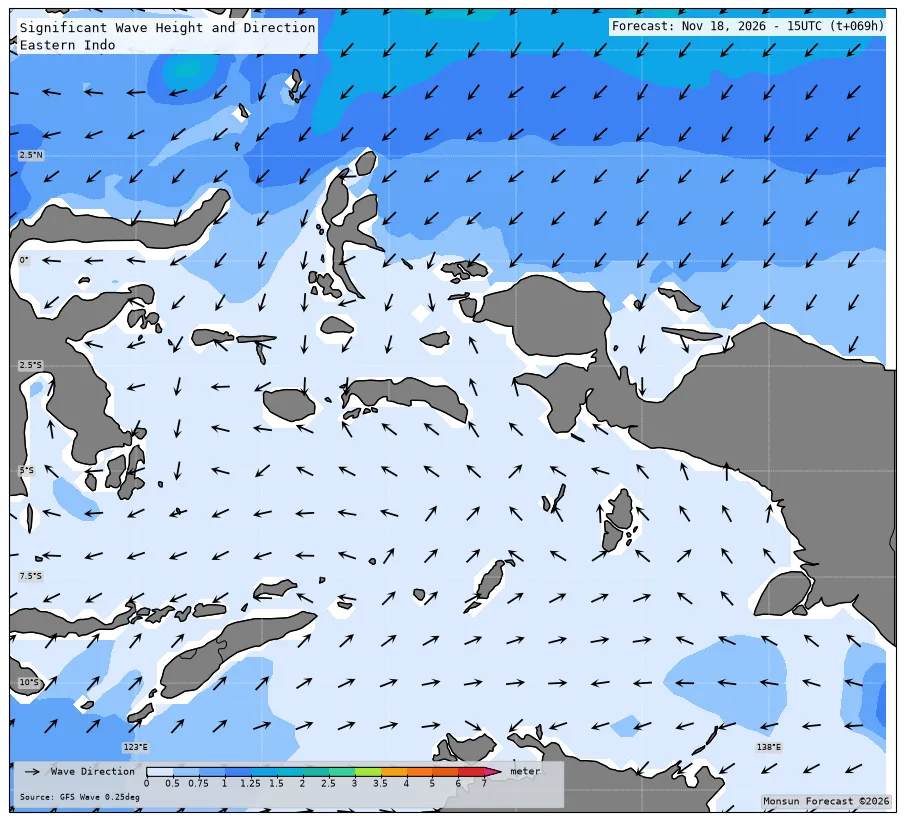 Significant Wave Height and Direction
Eastern Indo
Forecast: Nov 18, 2026 - 15UTC (t+069h)
2.5°N
0°
2.5°S
5°S
7.5°S
10°S
123°E
138°E
Wave Direction
meter
0 0.5 0.75 1 1.25 1.5 2 2.5 3 3.5 4 5 6 7
Source: GFS Wave 0.25deg
Monsun Forecast ©2026